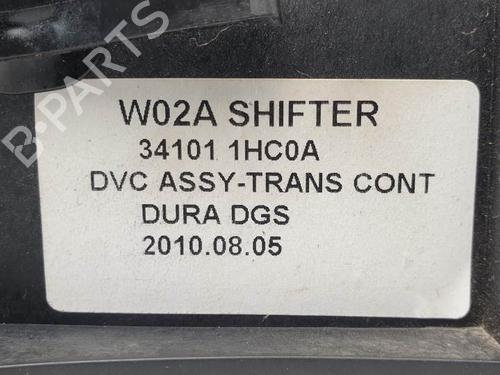 B-PARTS
W02A SHIFTER
34101 1HC0A
DVC ASSY-TRANS CONT
DURA DGS
2010.08.05